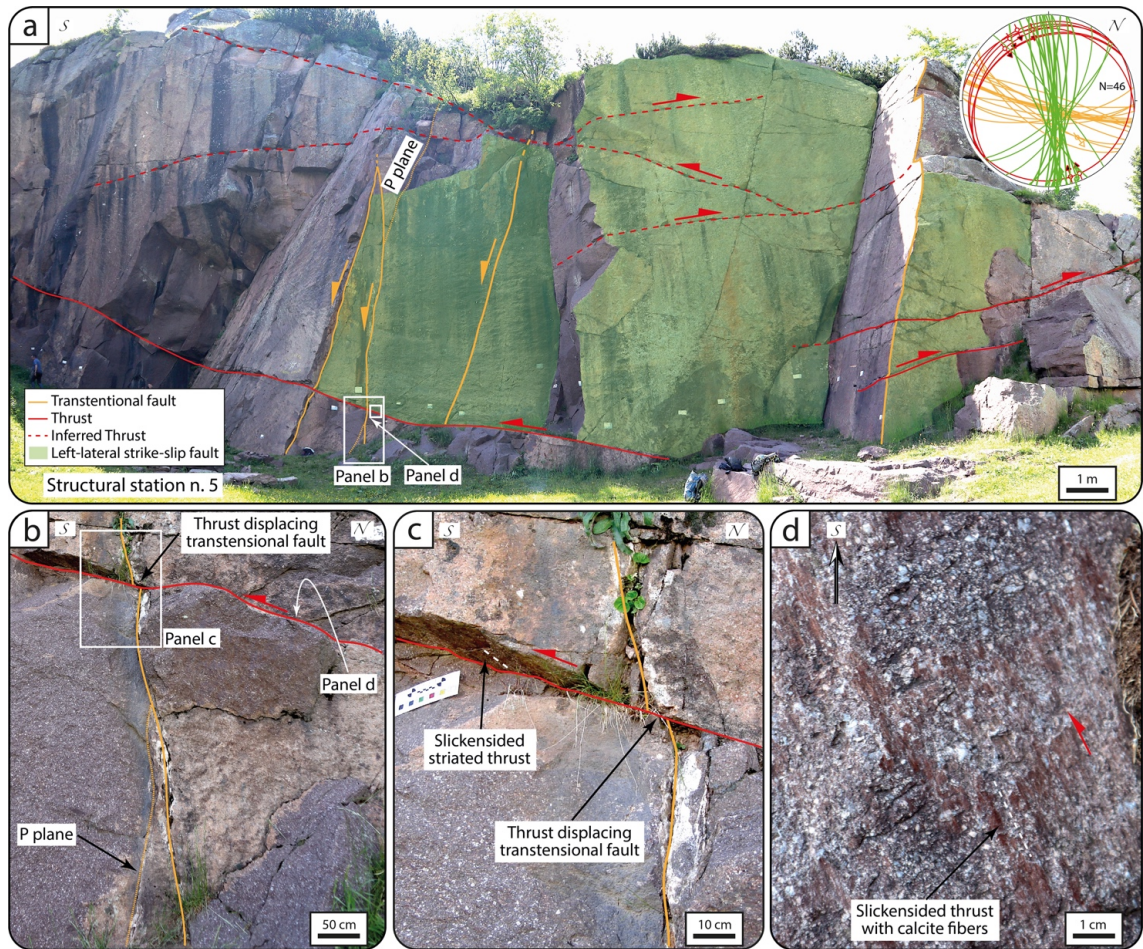 a
S
N
N=46
P plane
Transtentional fault
Thrust
Inferred Thrust
Left-lateral strike-slip fault
Structural station n. 5
Panel b
Panel d
1 m
b
S
N
Thrust displacing
transtensional fault
Panel c
Panel d
P plane
50 cm
c
S
N
Slickensided
striated thrust
Thrust displacing
transtensional fault
10 cm
d
S
Slickensided thrust
with calcite fibers
1 cm